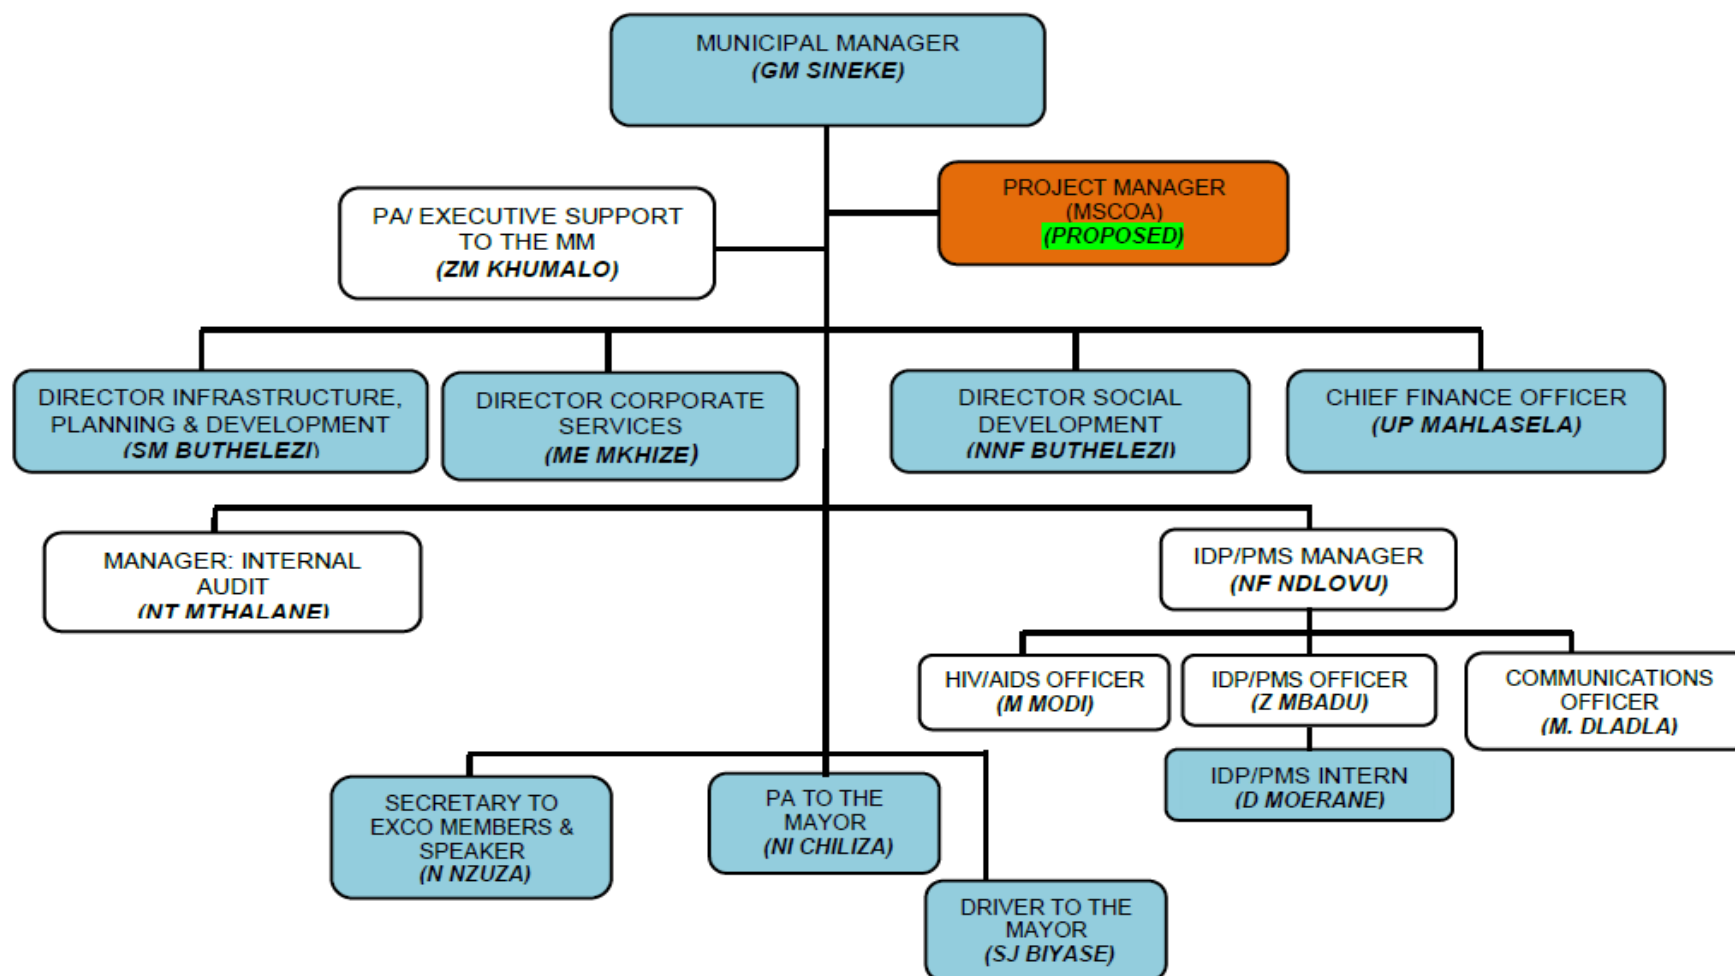 MUNICIPAL MANAGER
(GM SINEKE)
PROJECT MANAGER
(MSCOA)
(PROPOSED)
PA/ EXECUTIVE SUPPORT
TO THE MM
(ZM KHUMALO)
DIRECTOR INFRASTRUCTURE,
PLANNING & DEVELOPMENT
(SM BUTHELEZI)
DIRECTOR CORPORATE
SERVICES
(ME MKHIZE)
DIRECTOR SOCIAL
DEVELOPMENT
(NNF BUTHELEZI)
CHIEF FINANCE OFFICER
(UP MAHLASELA)
MANAGER: INTERNAL
AUDIT
(NT MTHALANE)
IDP/PMS MANAGER
(NF NDLOVU)
HIV/AIDS OFFICER
(M MODI)
IDP/PMS OFFICER
(Z MBADU)
COMMUNICATIONS
OFFICER
(M. DLADLA)
IDP/PMS INTERN
(D MOERANE)
SECRETARY TO
EXCO MEMBERS &
SPEAKER
(N NZUZA)
PA TO THE
MAYOR
(NI CHILIZA)
DRIVER TO THE
MAYOR
(SJ BIYASE)